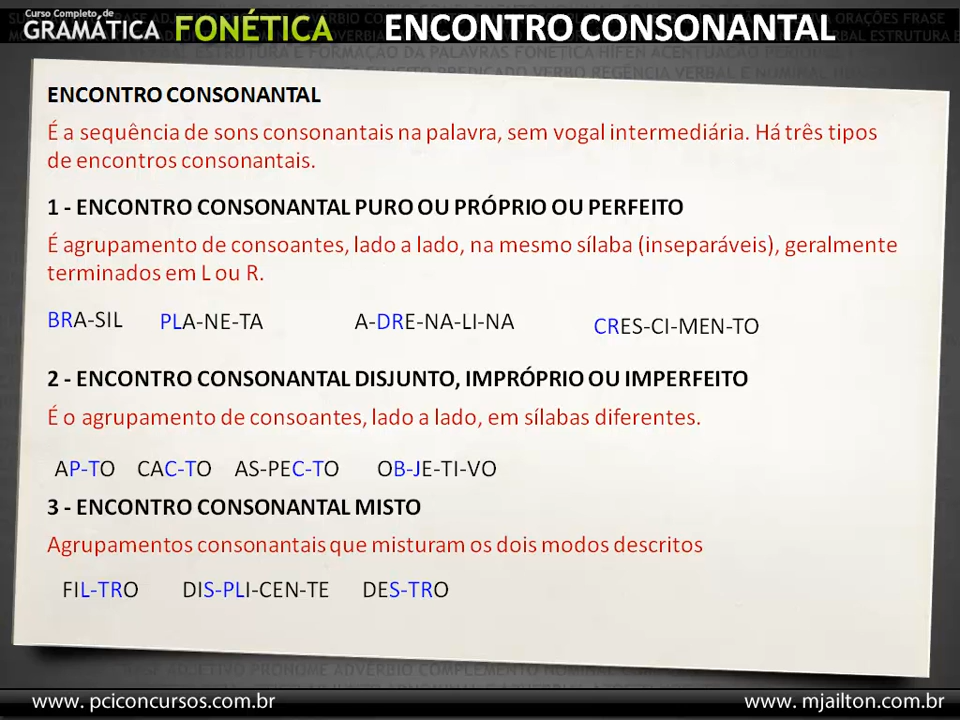 Curso Completo de
GRAMÁTICA FONÉTICA ENCONTRO CONSONANTAL
ENCONTRO CONSONANTAL
É a sequência de sons consonantais na palavra, sem vogal intermediária. Há três tipos
de encontros consonantais.
1 - ENCONTRO CONSONANTAL PURO OU PRÓPRIO OU PERFEITO
É agrupamento de consoantes, lado a lado, na mesmo sílaba (inseparáveis), geralmente
terminados em L ou R.
BRA-SIL PLA-NE-TA A-DRE-NA-LI-NA CRES-CI-MEN-TO
2 - ENCONTRO CONSONANTAL DISJUNTO, IMPRÓPRIO OU IMPERFEITO
É o agrupamento de consoantes, lado a lado, em sílabas diferentes.
AP-TO CAC-TO AS-PEC-TO OB-JE-TI-VO
3 - ENCONTRO CONSONANTAL MISTO
Agrupamentos consonantais que misturam os dois modos descritos
FIL-TRO DIS-PLI-CEN-TE DES-TRO
www. pciconcursos.com.br www. mjailton.com.br